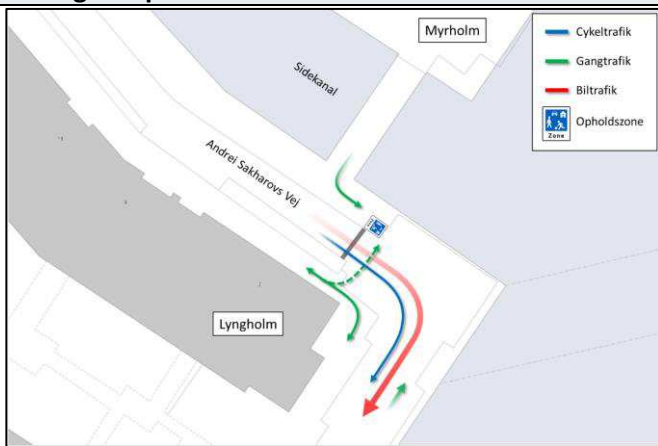 Myrholm
Sidekanal
Andrei Sakharovs Vej
Lyngholm
Cykeltrafik
Gangtrafik
Biltrafik
Opholdszone
Zone